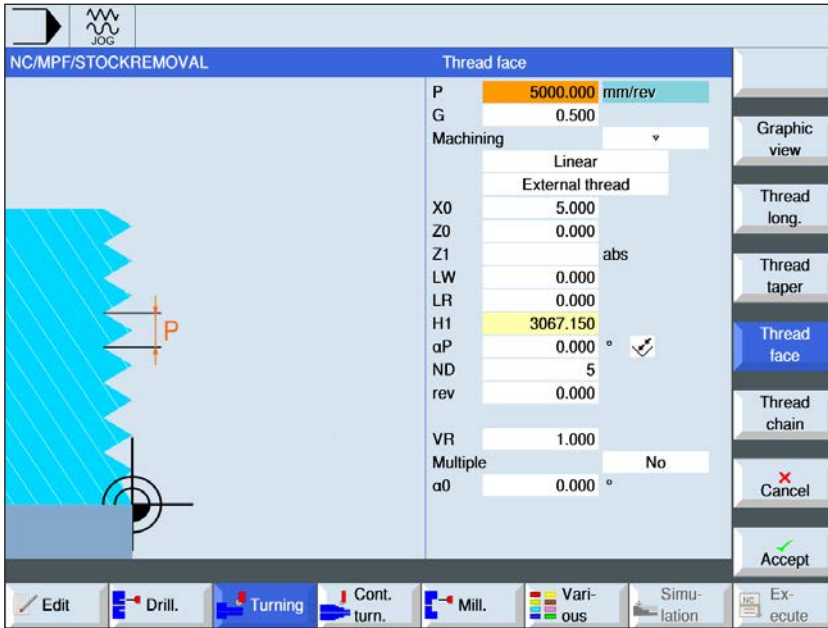 JOG
NC/MPF/STOCKREMOVAL
Thread face
P 5000.000 mm/rev
G 0.500
Machining ▿
Linear
External thread
X0 5.000
Z0 0.000
Z1 abs
LW 0.000
LR 0.000
H1 3067.150
αP 0.000 °
ND 5
rev 0.000
VR 1.000
Multiple No
α0 0.000 °
P
Graphic
view
Thread
long.
Thread
taper
Thread
face
Thread
chain
Cancel
Accept
Edit
Drill.
Turning
Cont.
turn.
Mill.
Vari-
ous
Simu-
lation
NC
Ex-
ecute